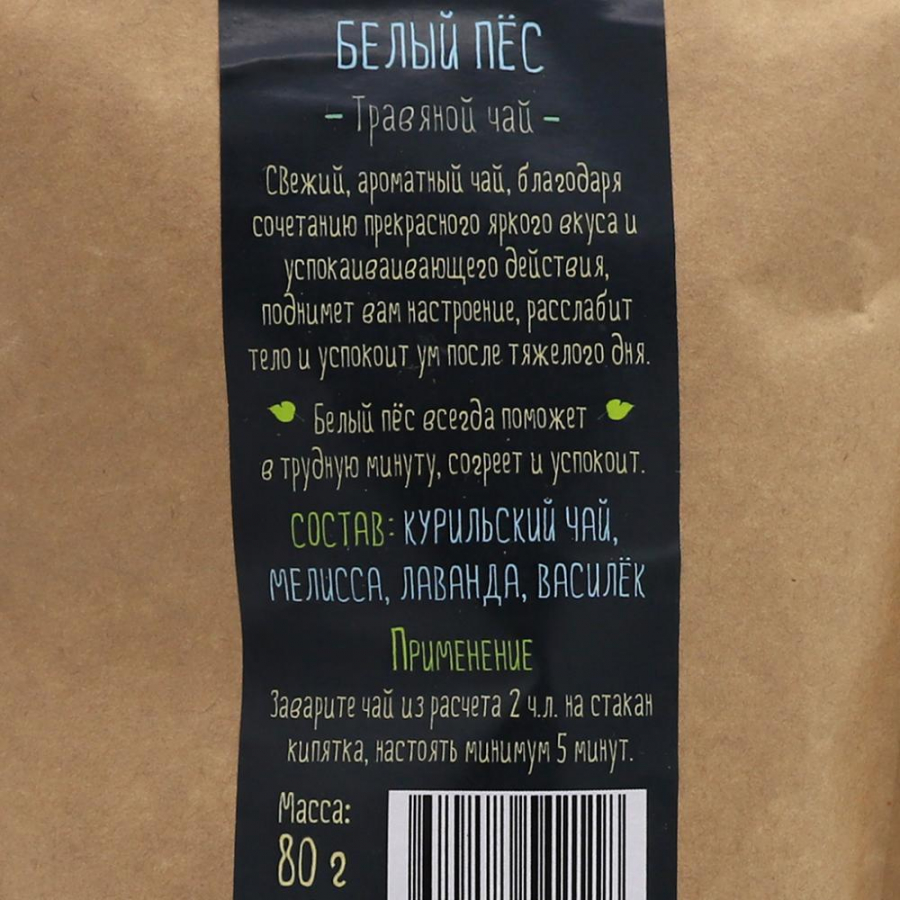 БЕЛЫЙ ПЁС
– Травяной чай –
Свежий, ароматный чай, благодаря
сочетанию прекрасного яркого вкуса и
успокаиваивающего действия,
поднимет вам настроение, расслабит
тело и успокоит ум после тяжелого дня.
Белый пёс всегда поможет
в трудную минуту, согреет и успокоит.
СОСТАВ: КУРИЛЬСКИЙ ЧАЙ,
МЕЛИССА, ЛАВАНДА, ВАСИЛЁК
Применение
Заварите чай из расчета 2 ч.л. на стакан
кипятка, настоять минимум 5 минут.
Масса:
80 г